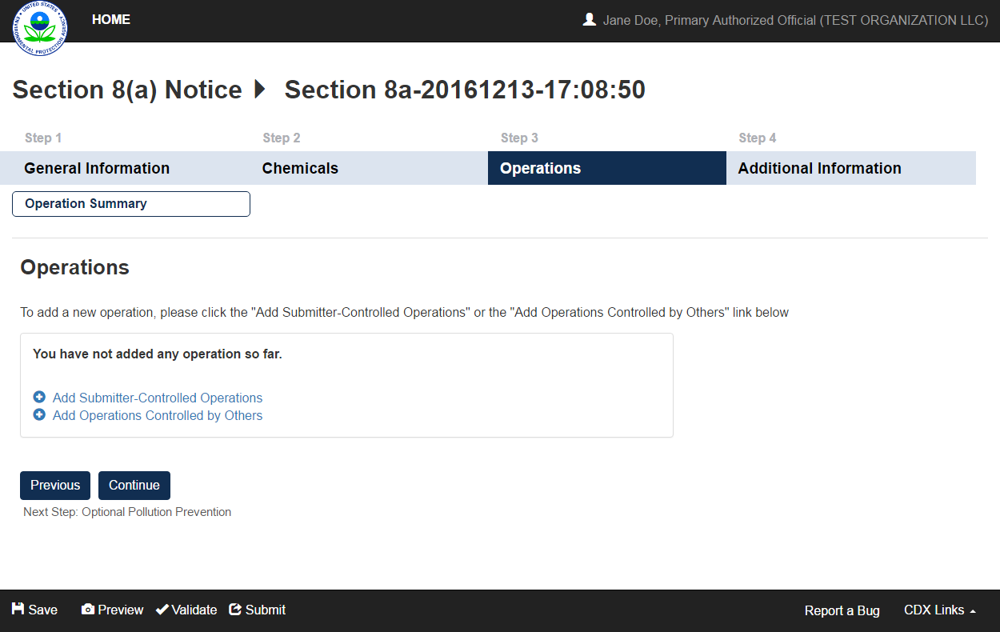 UNITED STATES
ENVIRONMENTAL PROTECTION AGENCY
HOME
Jane Doe, Primary Authorized Official (TEST ORGANIZATION LLC)
Section 8(a) Notice Section 8a-20161213-17:08:50
Step 1 Step 2 Step 3 Step 4
General Information Chemicals Operations Additional Information
Operation Summary
Operations
To add a new operation, please click the "Add Submitter-Controlled Operations" or the "Add Operations Controlled by Others" link below
You have not added any operation so far.
Add Submitter-Controlled Operations
Add Operations Controlled by Others
Previous Continue
Next Step: Optional Pollution Prevention
Save Preview Validate Submit Report a Bug CDX Links